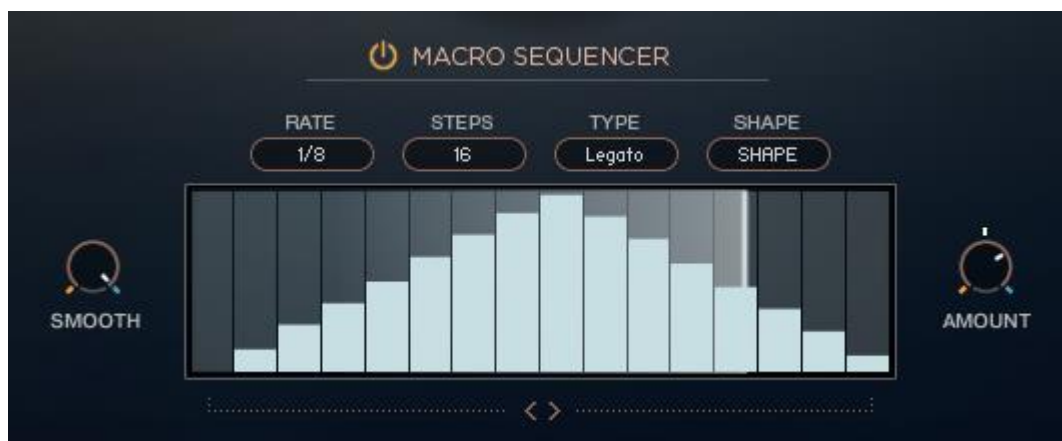 MACRO SEQUENCER
RATE STEPS TYPE SHAPE
1/8 16 Legato SHAPE
SMOOTH AMOUNT